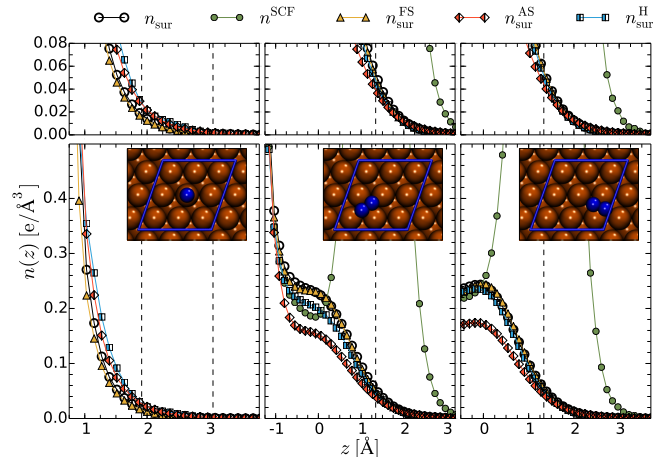 n_sur n^SCF n_sur^FS n_sur^AS n_sur^H
0.08
0.06
0.04
0.02
0.00
n(z) [e/Å³]
0.4
0.3
0.2
0.1
0.0
1 2 3 -1 0 1 2 3 0 1 2 3
z [Å]